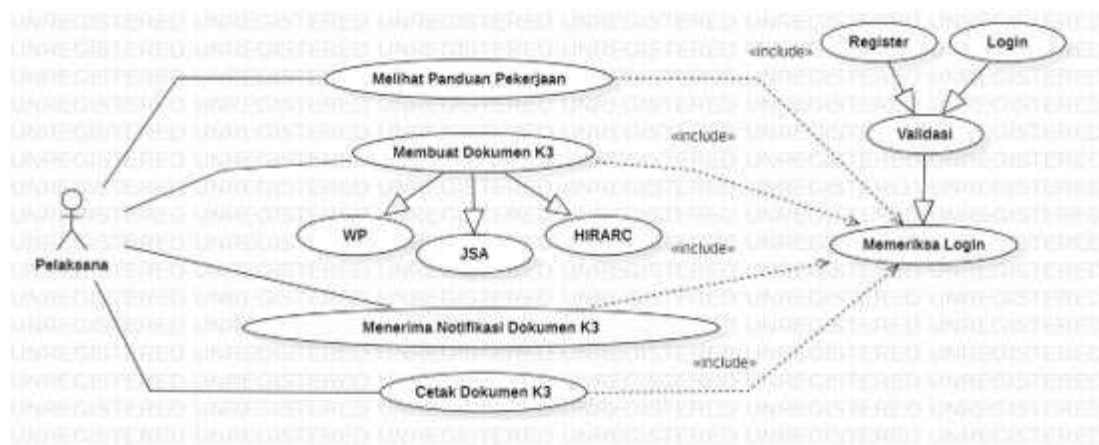 Register
Login
«include»
Melihat Panduan Pekerjaan
«include»
Validasi
Membuat Dokumen K3
WP
HIRARC
JSA
«include»
Memeriksa Login
Pelaksana
Menerima Notifikasi Dokumen K3
«include»
Cetak Dokumen K3
UNREGISTERED